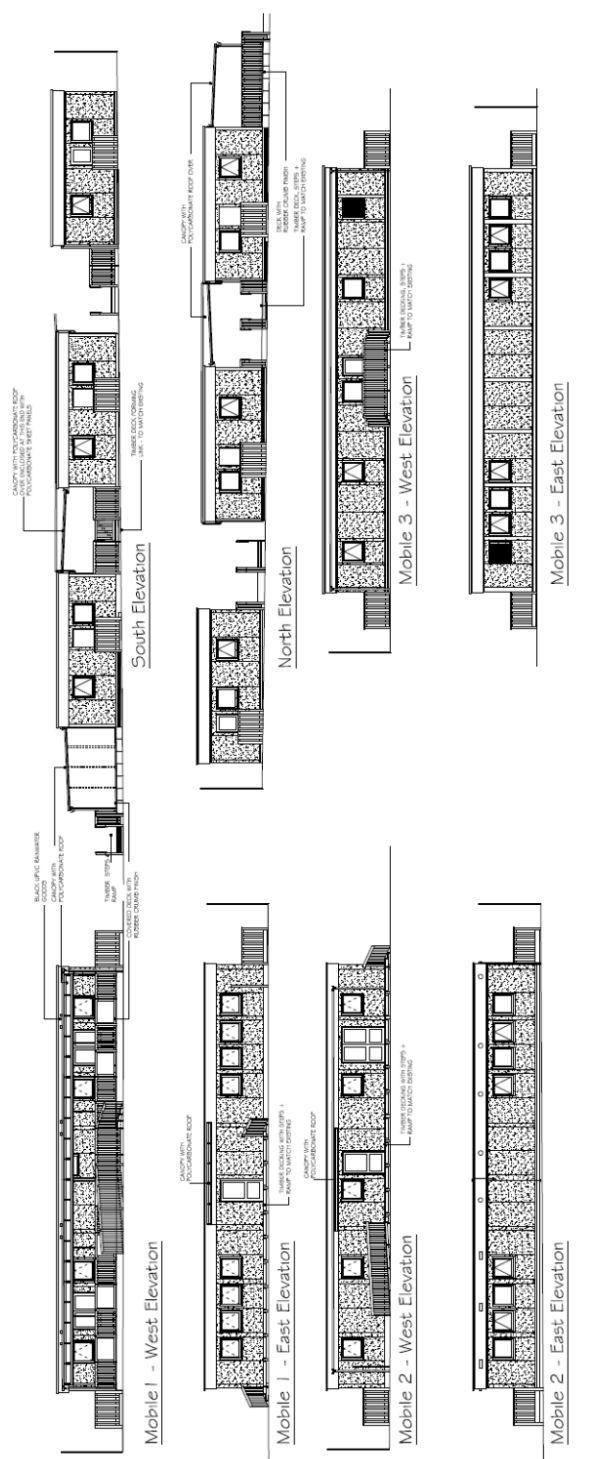 BLACK UPVC RAINWATER
GOODS
CANOPY WITH
POLYCARBONATE ROOF
TIMBER STEPS +
RAMP
COVERED DECK WITH
RUBBER CRUMB FINISH
CANOPY WITH POLYCARBONATE ROOF
OVER ENCLOSED AT THIS END WITH
POLYCARBONATE SHEET PANELS
TIMBER DECK FORMING
LINK - TO MATCH EXISTING
Mobile 1 - West Elevation
South Elevation
CANOPY WITH
POLYCARBONATE ROOF
TIMBER DECKING WITH STEPS +
RAMP TO MATCH EXISTING
Mobile 1 - East Elevation
CANOPY WITH
POLYCARBONATE ROOF OVER
DECK WITH
RUBBER CRUMB FINISH
TIMBER DECK, STEPS +
RAMP TO MATCH EXISTING
North Elevation
CANOPY WITH
POLYCARBONATE ROOF
TIMBER DECKING WITH STEPS +
RAMP TO MATCH EXISTING
Mobile 2 - West Elevation
TIMBER DECKING, STEPS +
RAMP TO MATCH EXISTING
Mobile 3 - West Elevation
Mobile 2 - East Elevation
Mobile 3 - East Elevation